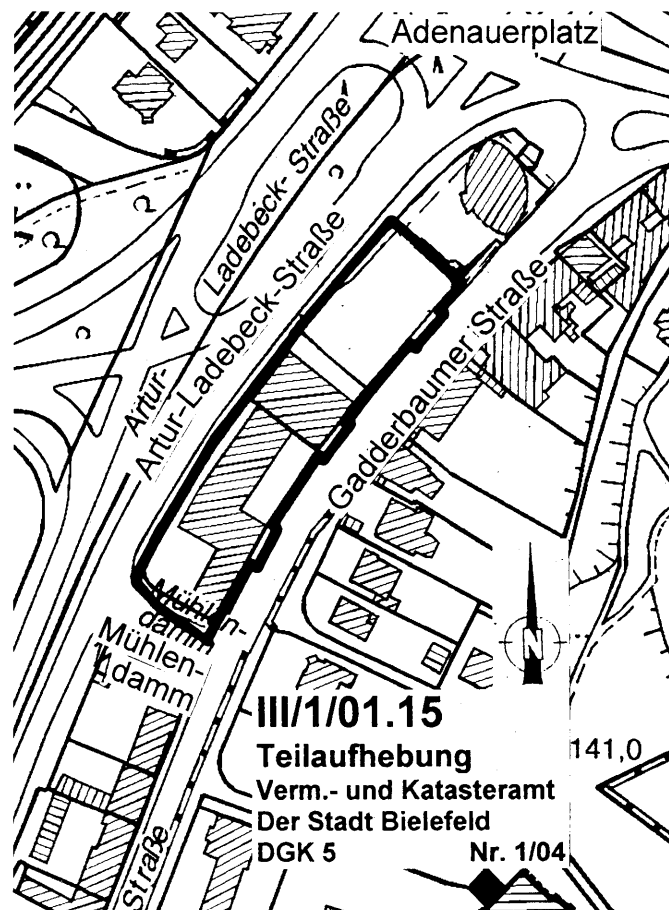 Adenauerplatz
Ladebeck-Straße
Artur-
Artur-Ladebeck-Straße
Gadderbaumer Straße
Mühlen-
damm
Mühlen-
damm
III/1/01.15
Teilaufhebung
141,0
Verm.- und Katasteramt
Der Stadt Bielefeld
DGK 5 Nr. 1/04
N
Straße